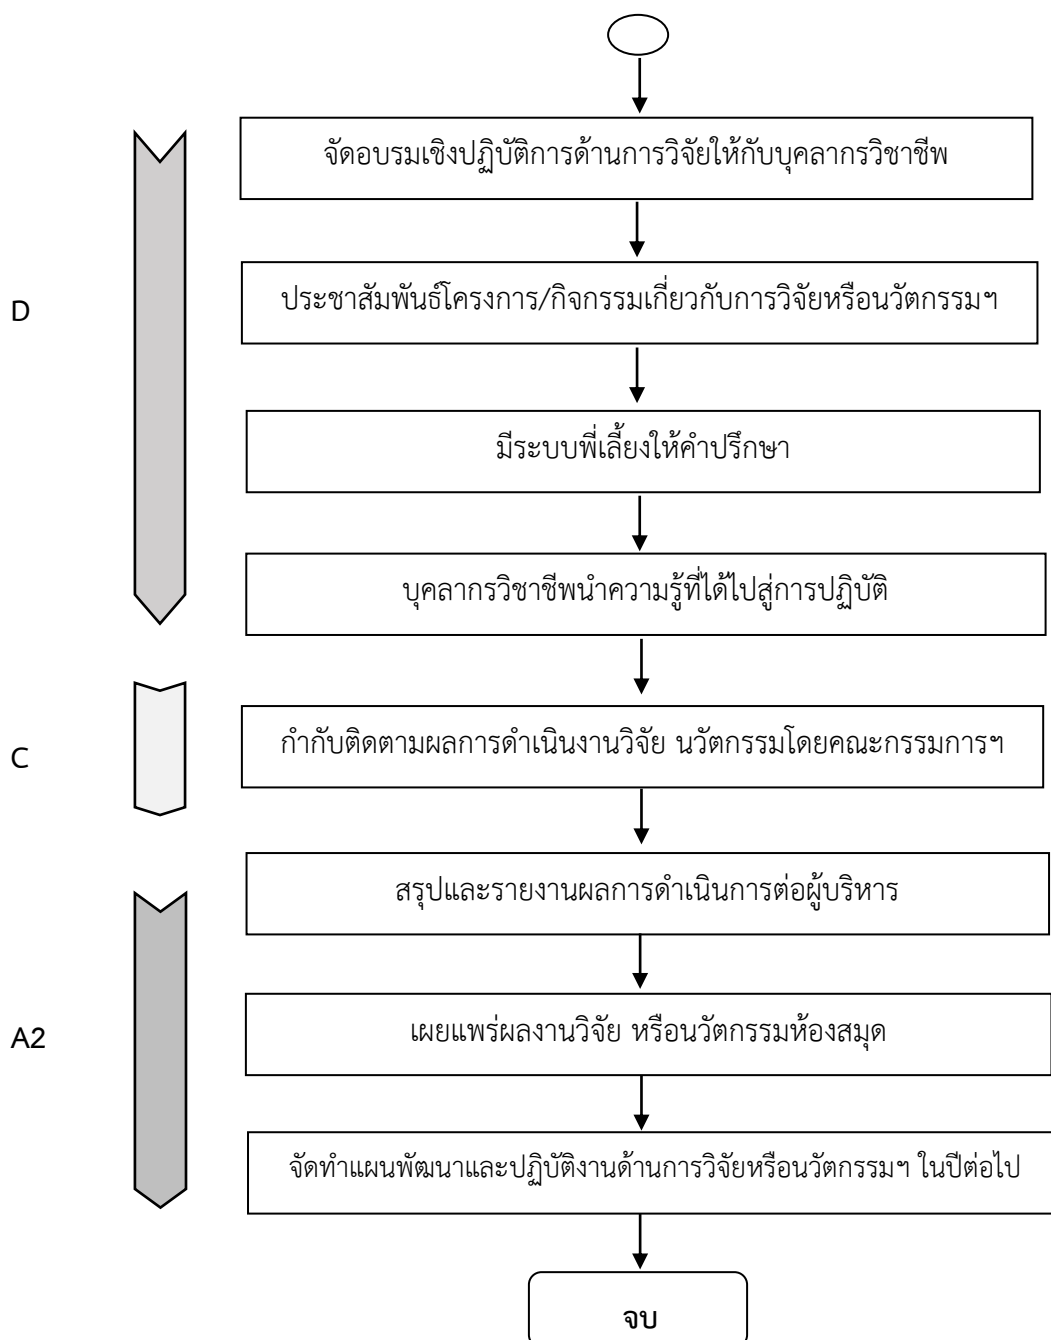 จัดอบรมเชิงปฏิบัติการด้านการวิจัยให้กับบุคลากรวิชาชีพ
D
ประชาสัมพันธ์โครงการ/กิจกรรมเกี่ยวกับการวิจัยหรือนวัตกรรมฯ
มีระบบพี่เลี้ยงให้คำปรึกษา
บุคลากรวิชาชีพนำความรู้ที่ได้ไปสู่การปฏิบัติ
C
กำกับติดตามผลการดำเนินงานวิจัย นวัตกรรมโดยคณะกรรมการฯ
สรุปและรายงานผลการดำเนินการต่อผู้บริหาร
A2
เผยแพร่ผลงานวิจัย หรือนวัตกรรมห้องสมุด
จัดทำแผนพัฒนาและปฏิบัติงานด้านการวิจัยหรือนวัตกรรมฯ ในปีต่อไป
จบ